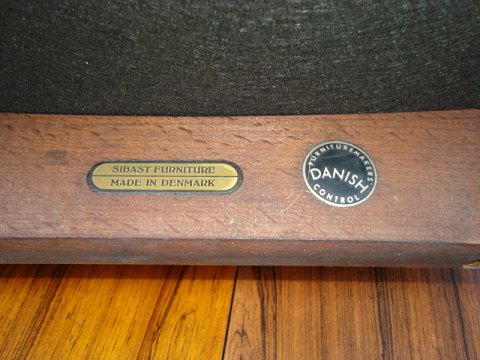 SIBAST FURNITURE
MADE IN DENMARK
FURNITUREMAKERS
DANISH
CONTROL